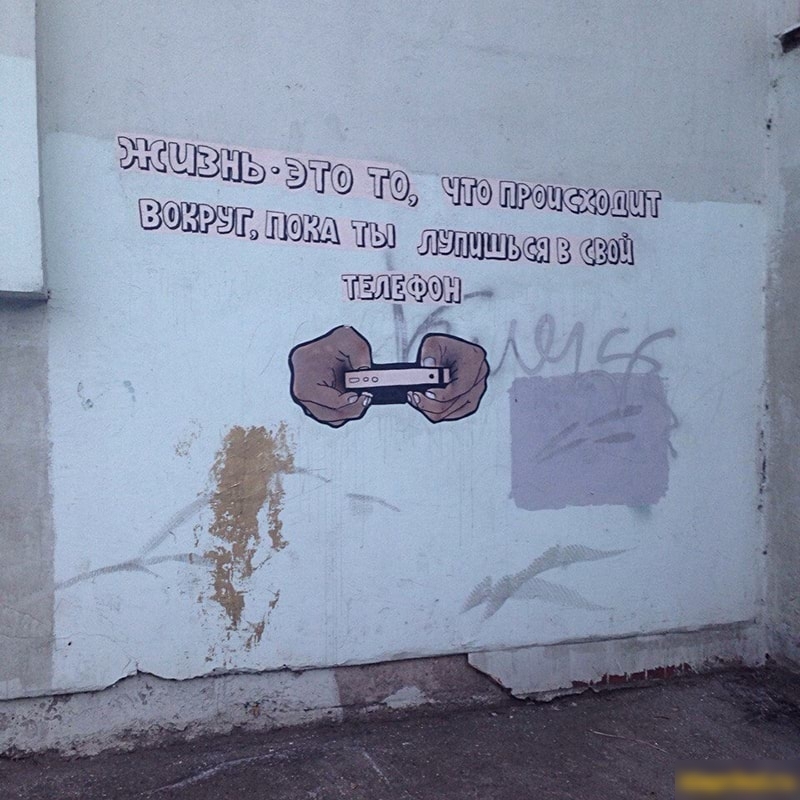 ЖИЗНЬ · ЭТО ТО, ЧТО ПРОИСХОДИТ
ВОКРУГ, ПОКА ТЫ ЛУПИШЬСЯ В СВОЙ
ТЕЛЕФОН